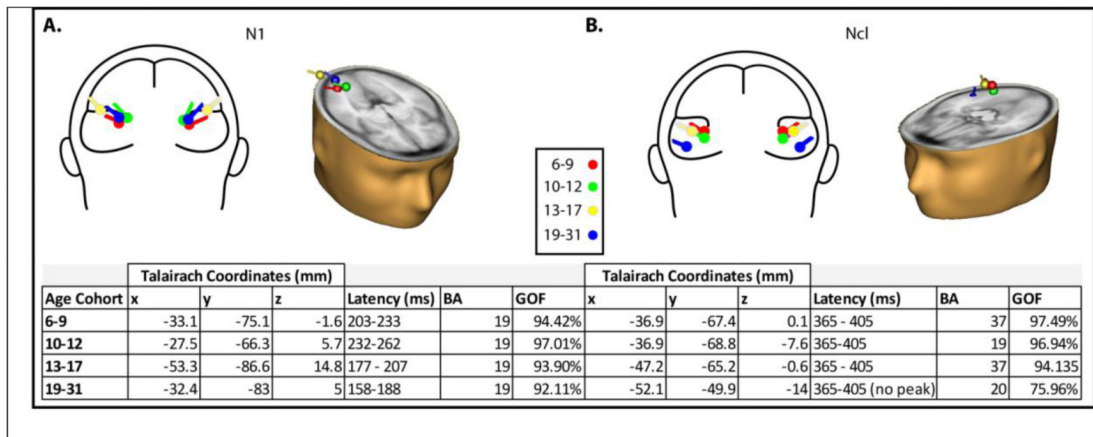 A.
N1
B.
Ncl
6-9
10-12
13-17
19-31
Talairach Coordinates (mm) Talairach Coordinates (mm)
Age Cohort x y z Latency (ms) BA GOF x y z Latency (ms) BA GOF
6-9 -33.1 -75.1 -1.6 203-233 19 94.42% -36.9 -67.4 0.1 365 - 405 37 97.49%
10-12 -27.5 -66.3 5.7 232-262 19 97.01% -36.9 -68.8 -7.6 365-405 19 96.94%
13-17 -53.3 -86.6 14.8 177 - 207 19 93.90% -47.2 -65.2 -0.6 365 - 405 37 94.135
19-31 -32.4 -83 5 158-188 19 92.11% -52.1 -49.9 -14 365-405 (no peak) 20 75.96%